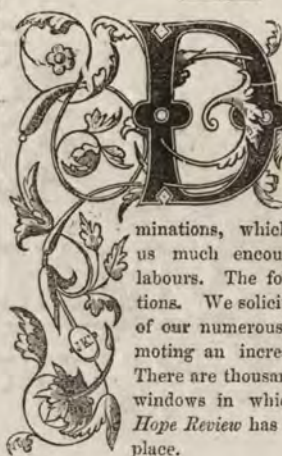 D
minations, which
us much encou
labours. The fo
tions. We solici
of our numerous
moting an incre
There are thousan
windows in whic
Hope Review has
place.